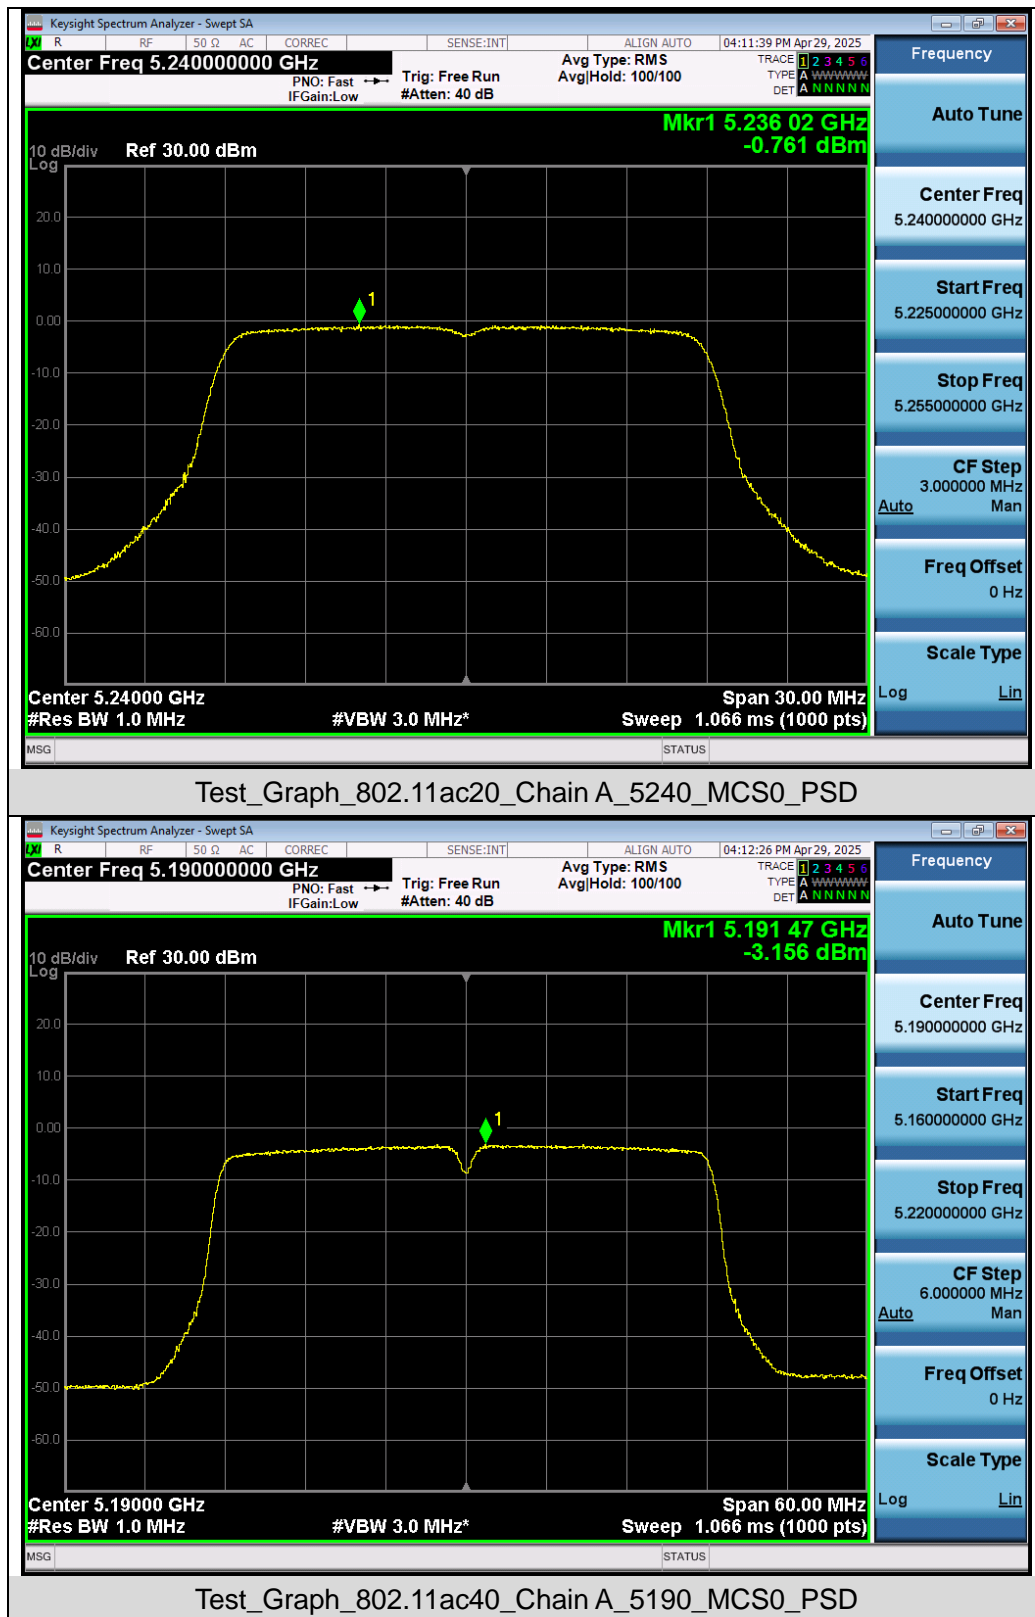 Keysight Spectrum Analyzer - Swept SA
LXI R RF 50 Ω AC CORREC SENSE:INT ALIGN AUTO 04:11:39 PM Apr 29, 2025
Center Freq 5.240000000 GHz
PNO: Fast
IFGain:Low
Trig: Free Run
#Atten: 40 dB
Avg Type: RMS
Avg|Hold: 100/100
TRACE 1 2 3 4 5 6
TYPE A WWWWW
DET A N N N N N
Mkr1 5.236 02 GHz
-0.761 dBm
10 dB/div Ref 30.00 dBm
Log
20.0
10.0
0.00
-10.0
-20.0
-30.0
-40.0
-50.0
-60.0
1
Center 5.24000 GHz Span 30.00 MHz
#Res BW 1.0 MHz #VBW 3.0 MHz* Sweep 1.066 ms (1000 pts)
MSG STATUS
Frequency
Auto Tune
Center Freq
5.240000000 GHz
Start Freq
5.225000000 GHz
Stop Freq
5.255000000 GHz
CF Step
3.000000 MHz
Auto Man
Freq Offset
0 Hz
Scale Type
Log Lin
Test_Graph_802.11ac20_Chain A_5240_MCS0_PSD
Keysight Spectrum Analyzer - Swept SA
LXI R RF 50 Ω AC CORREC SENSE:INT ALIGN AUTO 04:12:26 PM Apr 29, 2025
Center Freq 5.190000000 GHz
PNO: Fast
IFGain:Low
Trig: Free Run
#Atten: 40 dB
Avg Type: RMS
Avg|Hold: 100/100
TRACE 1 2 3 4 5 6
TYPE A WWWWW
DET A N N N N N
Mkr1 5.191 47 GHz
-3.156 dBm
10 dB/div Ref 30.00 dBm
Log
20.0
10.0
0.00
-10.0
-20.0
-30.0
-40.0
-50.0
-60.0
1
Center 5.19000 GHz Span 60.00 MHz
#Res BW 1.0 MHz #VBW 3.0 MHz* Sweep 1.066 ms (1000 pts)
MSG STATUS
Frequency
Auto Tune
Center Freq
5.190000000 GHz
Start Freq
5.160000000 GHz
Stop Freq
5.220000000 GHz
CF Step
6.000000 MHz
Auto Man
Freq Offset
0 Hz
Scale Type
Log Lin
Test_Graph_802.11ac40_Chain A_5190_MCS0_PSD